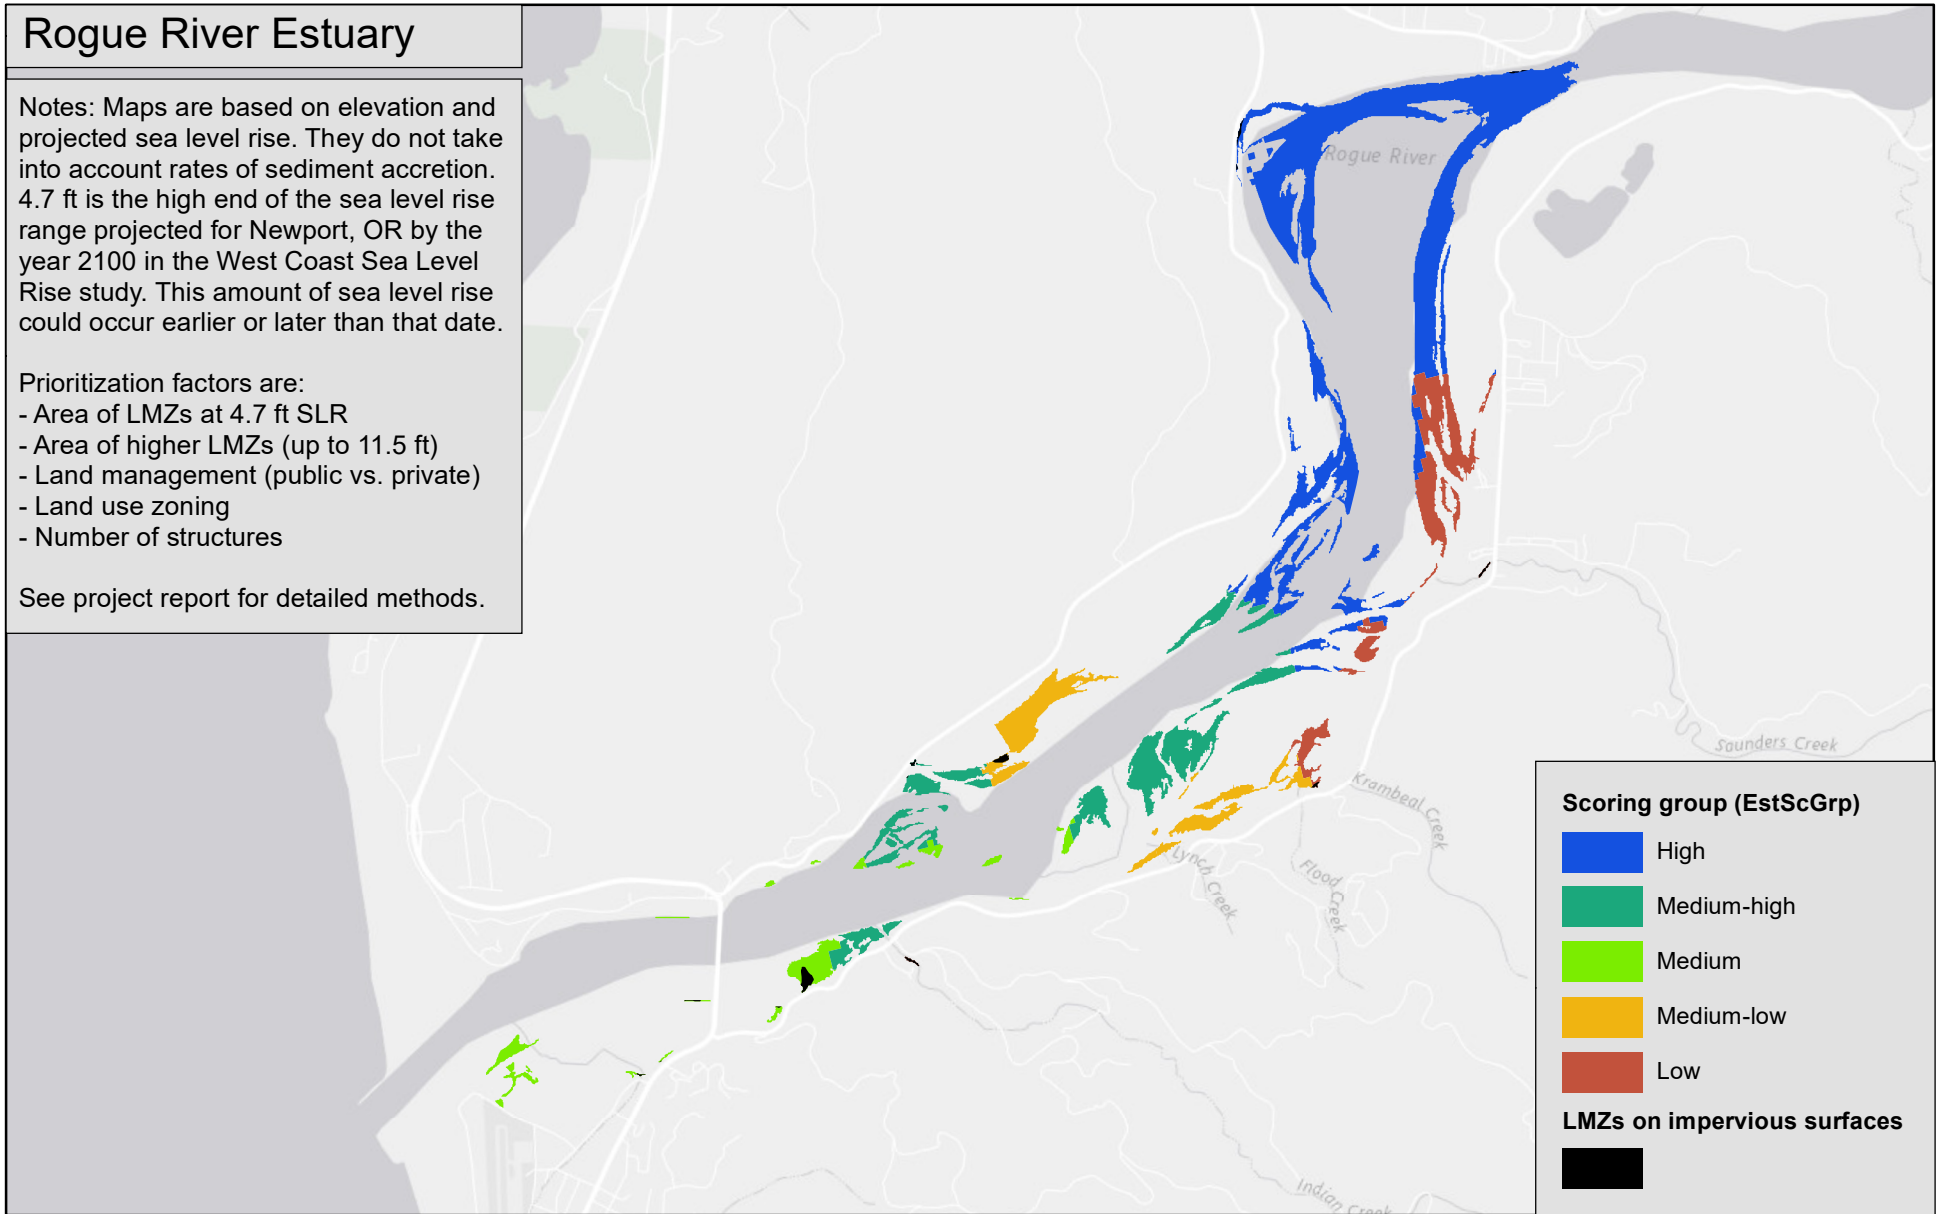 Rogue River Estuary
Notes: Maps are based on elevation and
projected sea level rise. They do not take
into account rates of sediment accretion.
4.7 ft is the high end of the sea level rise
range projected for Newport, OR by the
year 2100 in the West Coast Sea Level
Rise study. This amount of sea level rise
could occur earlier or later than that date.
Prioritization factors are:
- Area of LMZs at 4.7 ft SLR
- Area of higher LMZs (up to 11.5 ft)
- Land management (public vs. private)
- Land use zoning
- Number of structures
See project report for detailed methods.
Rogue River
Saunders Creek
Krambeal Creek
Lynch Creek
Flood Creek
Indian Creek
Scoring group (EstScGrp)
High
Medium-high
Medium
Medium-low
Low
LMZs on impervious surfaces